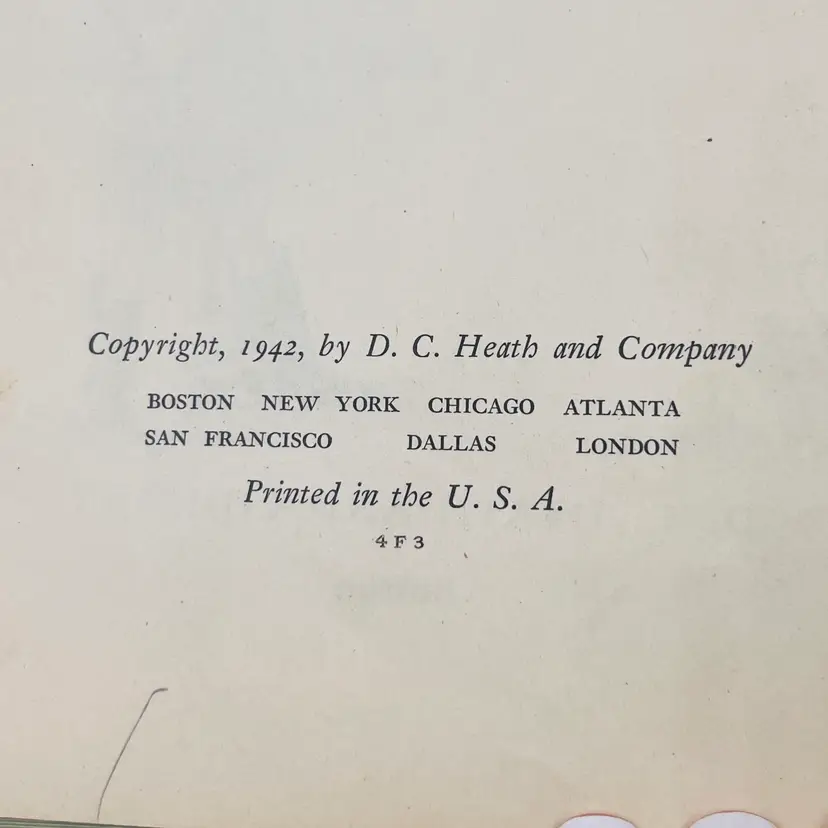 Copyright, 1942, by D. C. Heath and Company
BOSTON NEW YORK CHICAGO ATLANTA
SAN FRANCISCO DALLAS LONDON
Printed in the U. S. A.
4 F 3